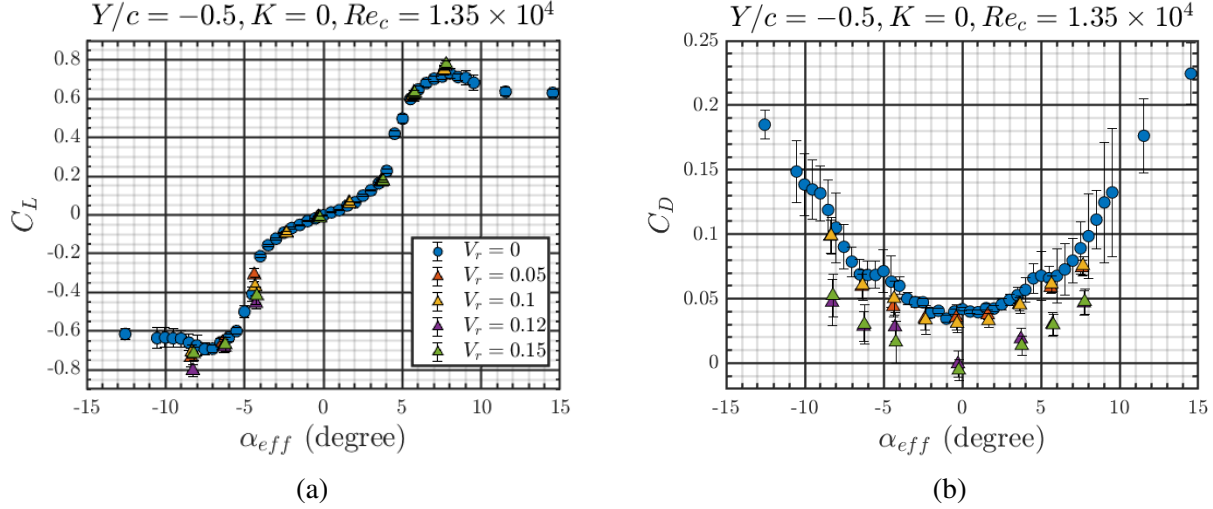 Y/c = −0.5, K = 0, Re_c = 1.35 × 10^4
0.8
0.6
0.4
0.2
0
-0.2
-0.4
-0.6
-0.8
C_L
V_r = 0
V_r = 0.05
V_r = 0.1
V_r = 0.12
V_r = 0.15
-15 -10 -5 0 5 10 15
α_eff (degree)
(a)
Y/c = −0.5, K = 0, Re_c = 1.35 × 10^4
0.25
0.2
0.15
0.1
0.05
0
C_D
-15 -10 -5 0 5 10 15
α_eff (degree)
(b)